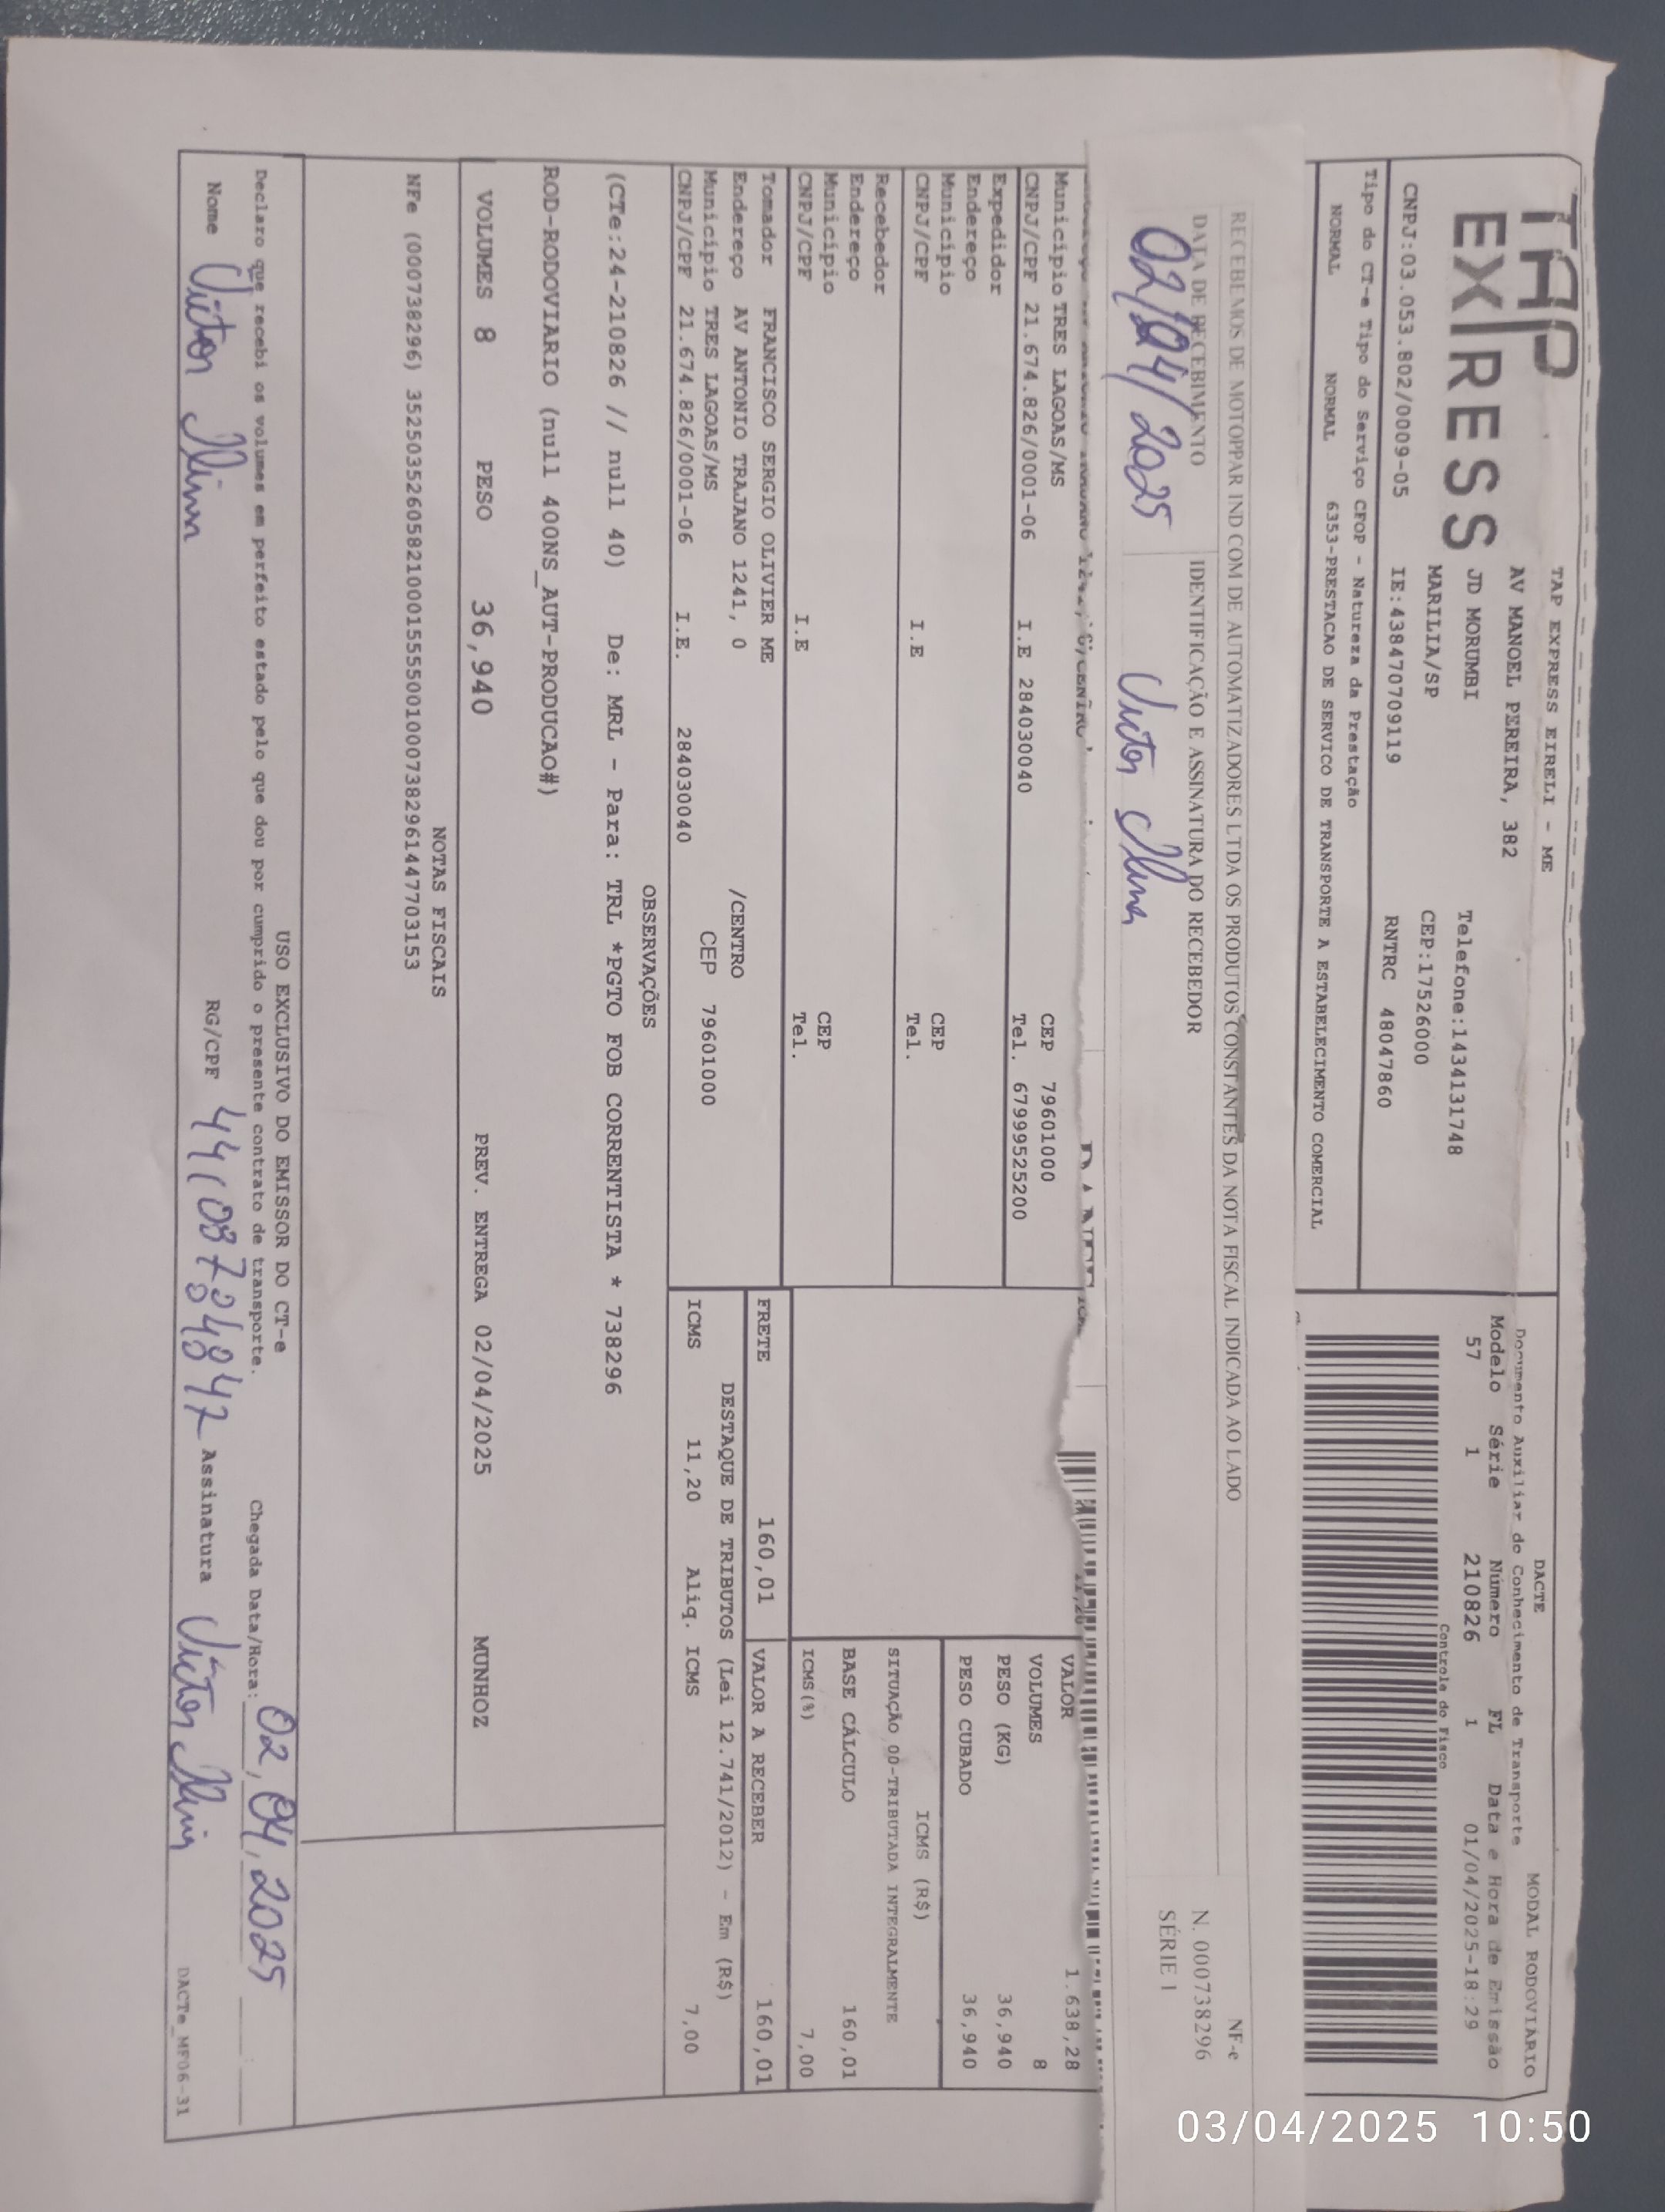 TAP
EXPRESS
TAP EXPRESS EIRELI - ME
AV MANOEL PEREIRA, 382
JD MORUMBI
Telefone:1434131748
MARILIA/SP
CEP:17526000
CNPJ:03.053.802/0009-05 IE:438470709119 RNTRC 48047860
Tipo do CT-e Tipo do Serviço CFOP - Natureza da Prestação
NORMAL NORMAL 6353-PRESTACAO DE SERVICO DE TRANSPORTE A ESTABELECIMENTO COMERCIAL
DACTE
MODAL RODOVIÁRIO
Documento Auxiliar do Conhecimento de Transporte
Modelo Série Número FL Data e Hora de Emissão
57 1 210826 1 01/04/2025-18:29
Controle do Fisco
RECEBEMOS DE MOTOPPAR IND COM DE AUTOMATIZADORES LTDA OS PRODUTOS CONSTANTES DA NOTA FISCAL INDICADA AO LADO
DATA DE RECEBIMENTO
IDENTIFICAÇÃO E ASSINATURA DO RECEBEDOR
02/04/2025
Victor
NF-e
N. 000738296
SÉRIE 1
Municipio TRES LAGOAS/MS CEP 79601000
CNPJ/CPF 21.674.826/0001-06 I.E 284030040 Tel. 67999525200
Expedidor
Endereço
Municipio CEP
CNPJ/CPF I.E Tel.
Recebedor
Endereço
Municipio CEP
CNPJ/CPF I.E Tel.
VALOR 1.638,28
VOLUMES 8
PESO (KG) 36,940
PESO CUBADO 36,940
ICMS (R$)
SITUAÇÃO 00-TRIBUTADA INTEGRALMENTE
BASE CÁLCULO 160,01
ICMS(%) 7,00
Tomador FRANCISCO SERGIO OLIVIER ME
Endereço AV ANTONIO TRAJANO 1241, 0 /CENTRO
Municipio TRES LAGOAS/MS CEP 79601000
CNPJ/CPF 21.674.826/0001-06 I.E. 284030040
FRETE 160,01 VALOR A RECEBER 160,01
DESTAQUE DE TRIBUTOS (Lei 12.741/2012) - Em (R$)
ICMS 11,20 Aliq. ICMS 7,00
OBSERVAÇÕES
(CTe:24-210826 // null 40) De: MRL - Para: TRL *PGTO FOB CORRENTISTA * 738296
ROD-RODOVIARIO (null 400NS_AUT-PRODUCAO#)
VOLUMES 8 PESO 36,940 PREV. ENTREGA 02/04/2025 MUNHOZ
NOTAS FISCAIS
NFe (000738296) 35250352605821000155550010007382961447703153
USO EXCLUSIVO DO EMISSOR DO CT-e
Declaro que recebi os volumes em perfeito estado pelo que dou por cumprido o presente contrato de transporte. Chegada Data/Hora: 02, 04, 2025
Nome Victor RG/CPF Assinatura Victor
DACTe_MF06-31
03/04/2025 10:50